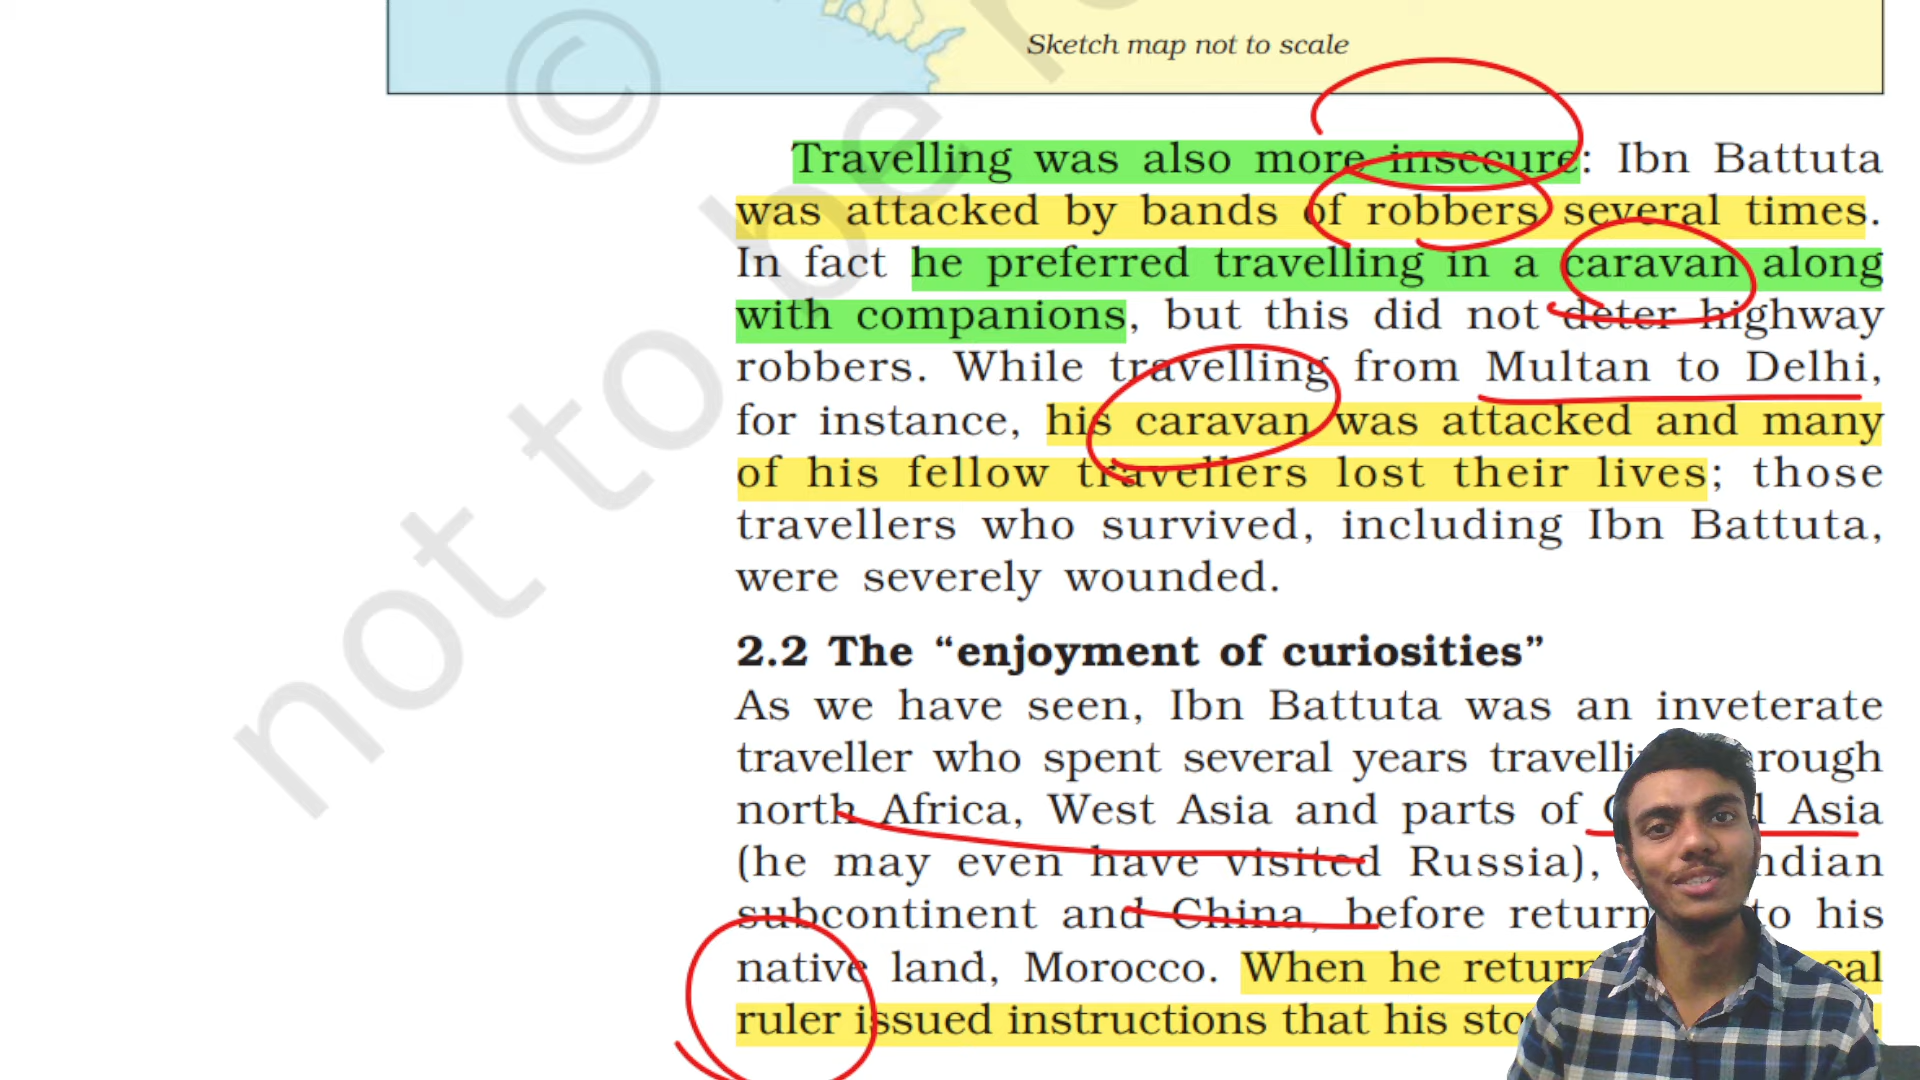 Sketch map not to scale
Travelling was also more insecure: Ibn Battuta
was attacked by bands of robbers several times.
In fact he preferred travelling in a caravan along
with companions, but this did not deter highway
robbers. While travelling from Multan to Delhi,
for instance, his caravan was attacked and many
of his fellow travellers lost their lives; those
travellers who survived, including Ibn Battuta,
were severely wounded.
2.2 The “enjoyment of curiosities”
As we have seen, Ibn Battuta was an inveterate
traveller who spent several years
north Africa, West Asia and parts of Asia
(he may even have visited Russia),
subcontinent and China, before to his
native land, Morocco. When he
ruler issued instructions that his
© not to be